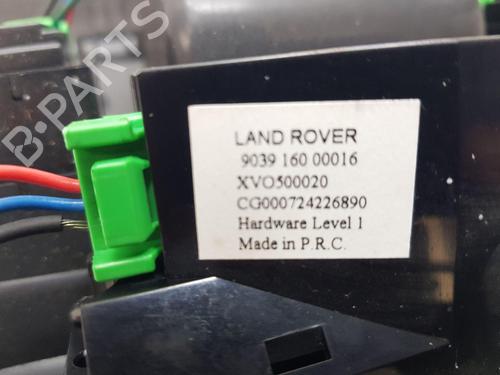 B-PARTS
LAND ROVER
9039 160 00016
XVO500020
CG000724226890
Hardware Level 1
Made in P.R.C.